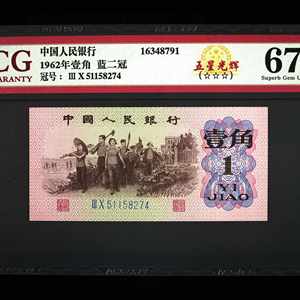 CG
ARANTY
中国人民银行
1962年壹角 蓝二冠
冠号： III X 51158274
16348791
五星光辉
(☆☆☆)
67
Superb Gem U
中国人民银行
壹角
1
YI
JIAO
III X 51158274